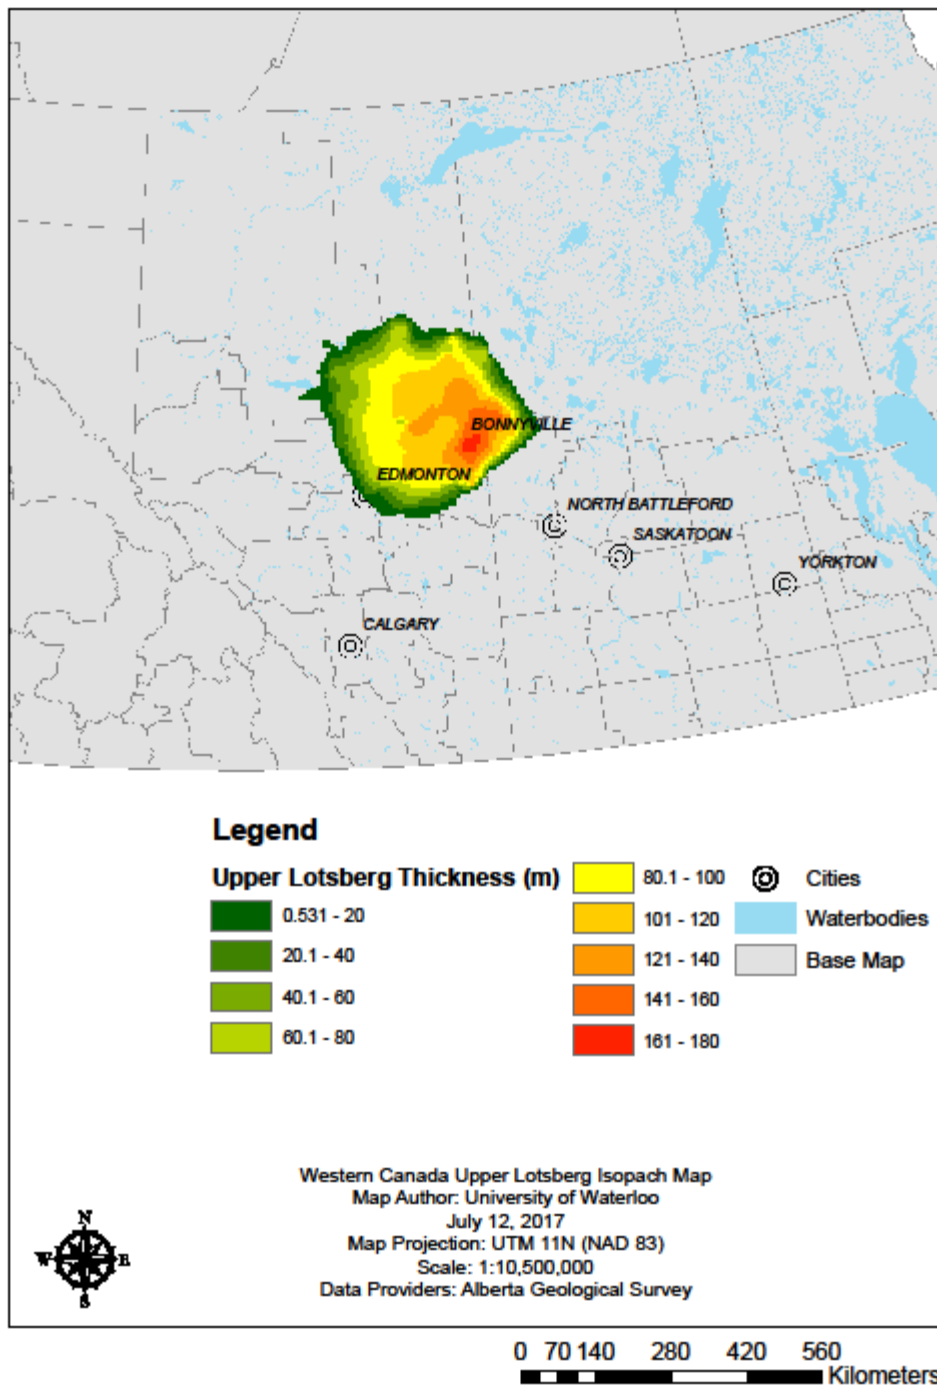 BONNYVILLE
EDMONTON
NORTH BATTLEFORD
SASKATOON
YORKTON
CALGARY
Legend
Upper Lotsberg Thickness (m)
0.531 - 20
20.1 - 40
40.1 - 60
60.1 - 80
80.1 - 100
101 - 120
121 - 140
141 - 160
161 - 180
Cities
Waterbodies
Base Map
Western Canada Upper Lotsberg Isopach Map
Map Author: University of Waterloo
July 12, 2017
Map Projection: UTM 11N (NAD 83)
Scale: 1:10,500,000
Data Providers: Alberta Geological Survey
N
W E
S
0 70 140 280 420 560
Kilometers